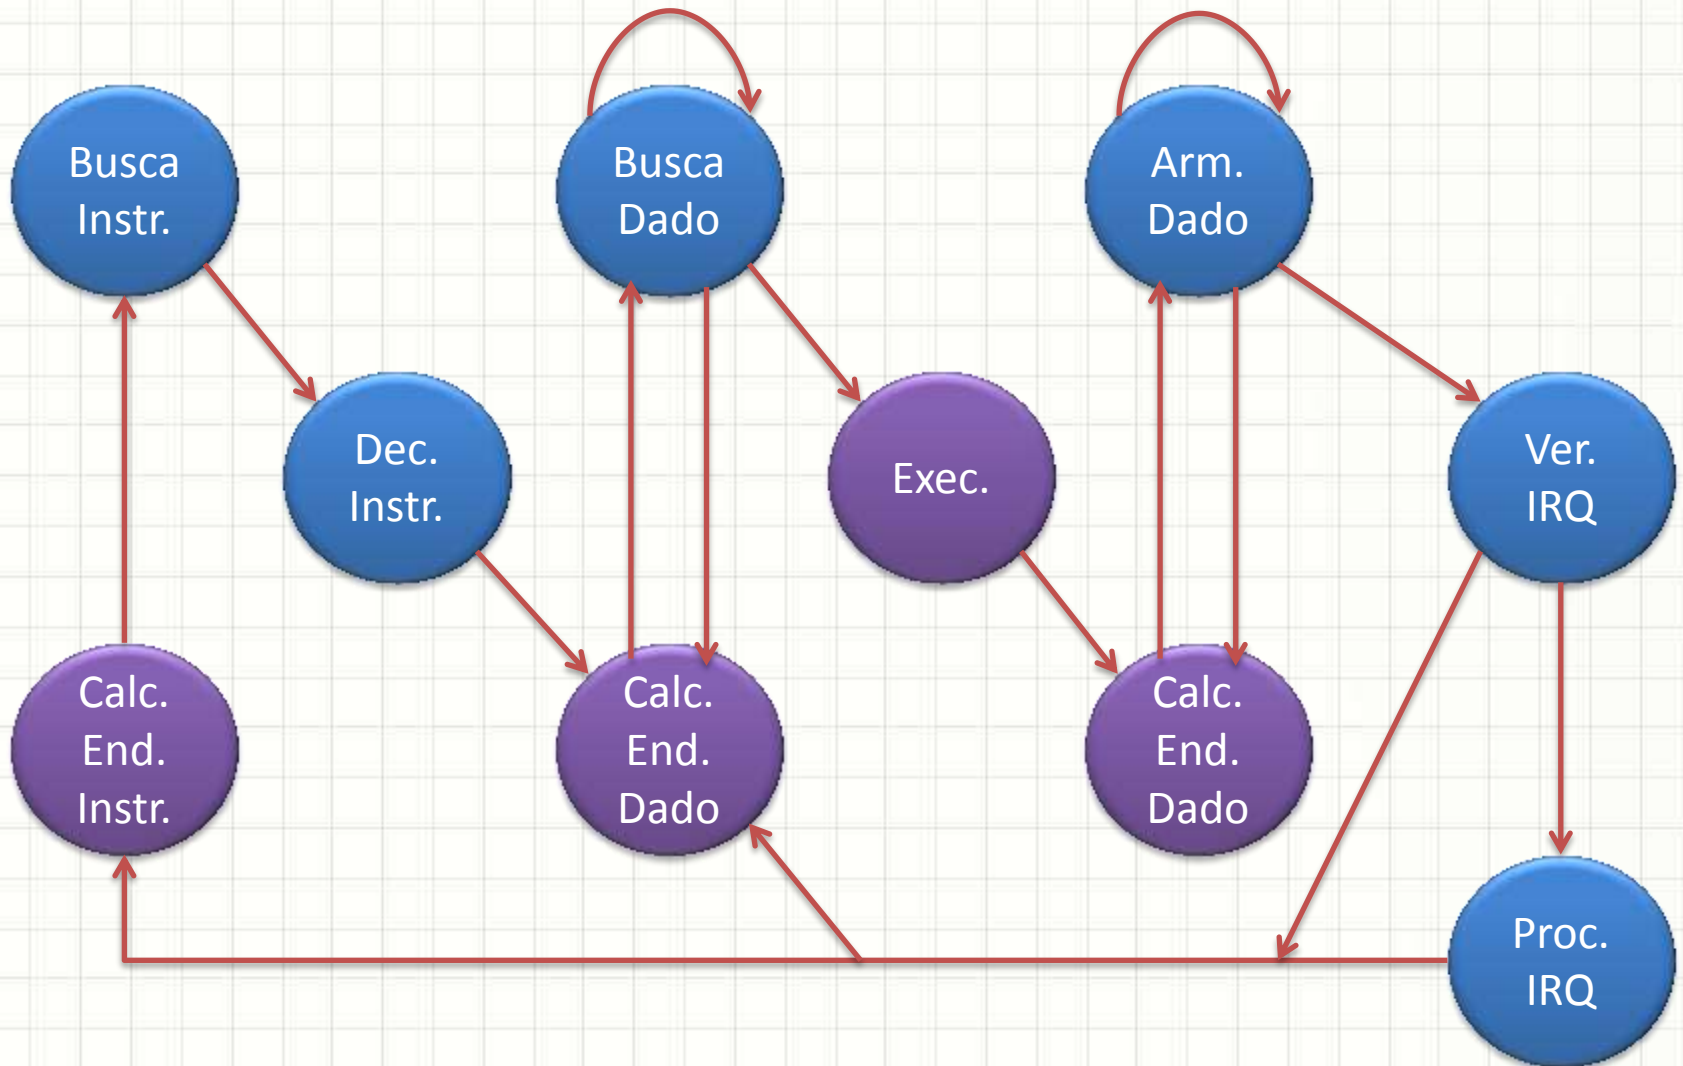 Busca
Instr.
Busca
Dado
Arm.
Dado
Dec.
Instr.
Exec.
Ver.
IRQ
Calc.
End.
Instr.
Calc.
End.
Dado
Calc.
End.
Dado
Proc.
IRQ